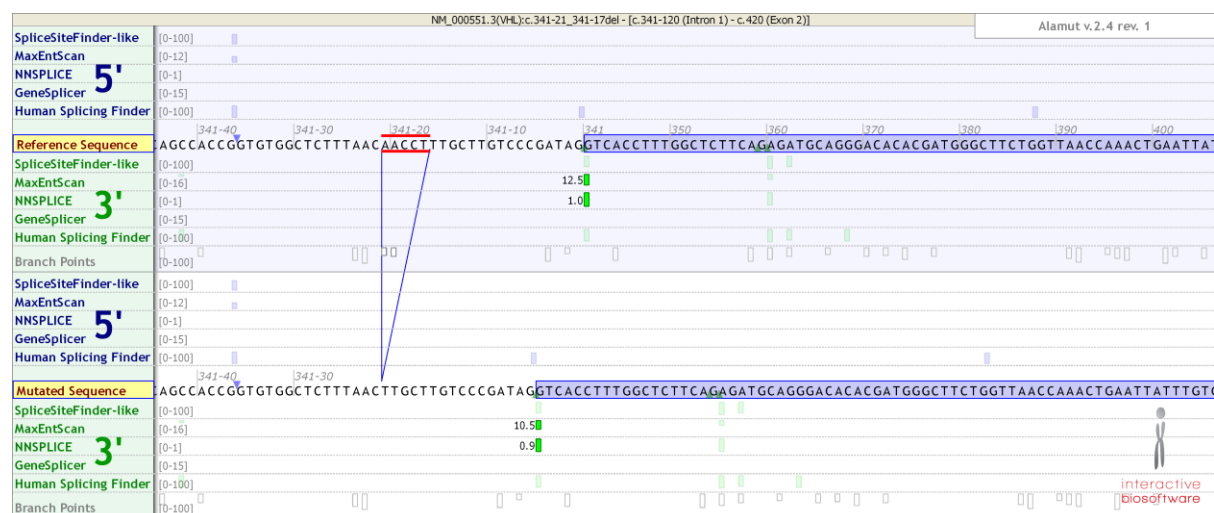 NM_000551.3(VHL):c.341-21_341-17del - [c.341-120 (Intron 1) - c.420 (Exon 2)]
Alamut v.2.4 rev. 1
SpliceSiteFinder-like [0-100]
MaxEntScan [0-12]
NNSPLICE 5' [0-1]
GeneSplicer [0-15]
Human Splicing Finder [0-100]
341-40 341-30 341-20 341-10 341 350 360 370 380 390 400
Reference Sequence AGCCACCGGTGTGGCTCTTTAACAACCTTTGCTTGTCCCGATAGGTCACCTTTGGCTCTTCAGAGATGCAGGGACACACGATGGGCTTCTGGTTAACCAAACTGAATTAT
SpliceSiteFinder-like [0-100]
MaxEntScan [0-16] 12.5
NNSPLICE 3' [0-1] 1.0
GeneSplicer [0-15]
Human Splicing Finder [0-100]
Branch Points [0-100]
SpliceSiteFinder-like [0-100]
MaxEntScan [0-12]
NNSPLICE 5' [0-1]
GeneSplicer [0-15]
Human Splicing Finder [0-100]
341-40 341-30
Mutated Sequence AGCCACCGGTGTGGCTCTTTAACTTGCTTGTCCCGATAGGTCACCTTTGGCTCTTCAGAGATGCAGGGACACACGATGGGCTTCTGGTTAACCAAACTGAATTATTTGTG
SpliceSiteFinder-like [0-100]
MaxEntScan [0-16] 10.5
NNSPLICE 3' [0-1] 0.9
GeneSplicer [0-15]
Human Splicing Finder [0-100]
Branch Points [0-100]
interactive
biosoftware